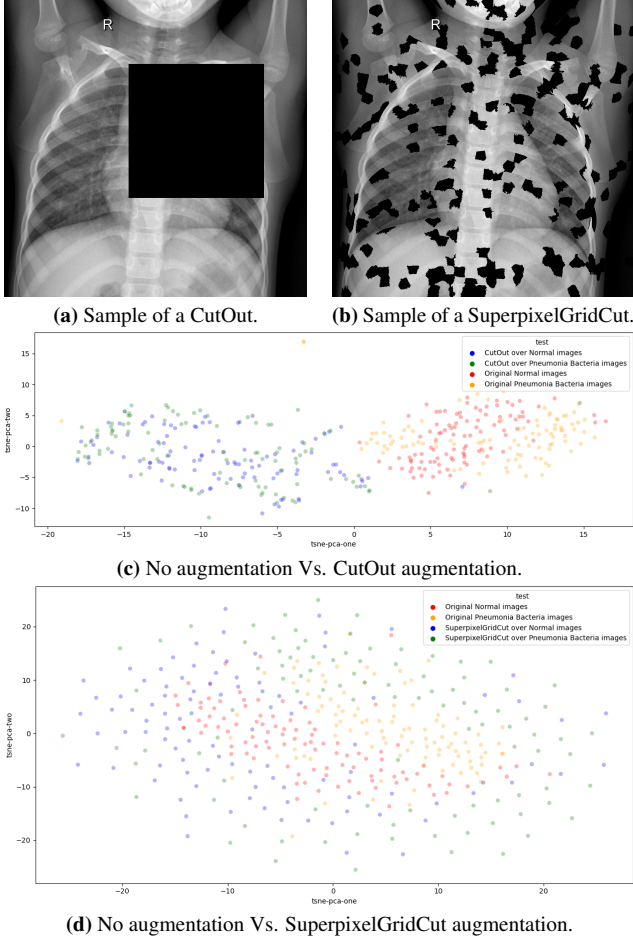 R
R
(a) Sample of a CutOut.
(b) Sample of a SuperpixelGridCut.
test
CutOut over Normal images
CutOut over Pneumonia Bacteria images
Original Normal images
Original Pneumonia Bacteria images
tsne-pca-two
15
10
5
0
−5
−10
−20
−15
−10
−5
0
5
10
15
tsne-pca-one
(c) No augmentation Vs. CutOut augmentation.
test
Original Normal images
Original Pneumonia Bacteria images
SuperpixelGridCut over Normal images
SuperpixelGridCut over Pneumonia Bacteria images
tsne-pca-two
20
10
0
−10
−20
−20
−10
0
10
20
tsne-pca-one
(d) No augmentation Vs. SuperpixelGridCut augmentation.